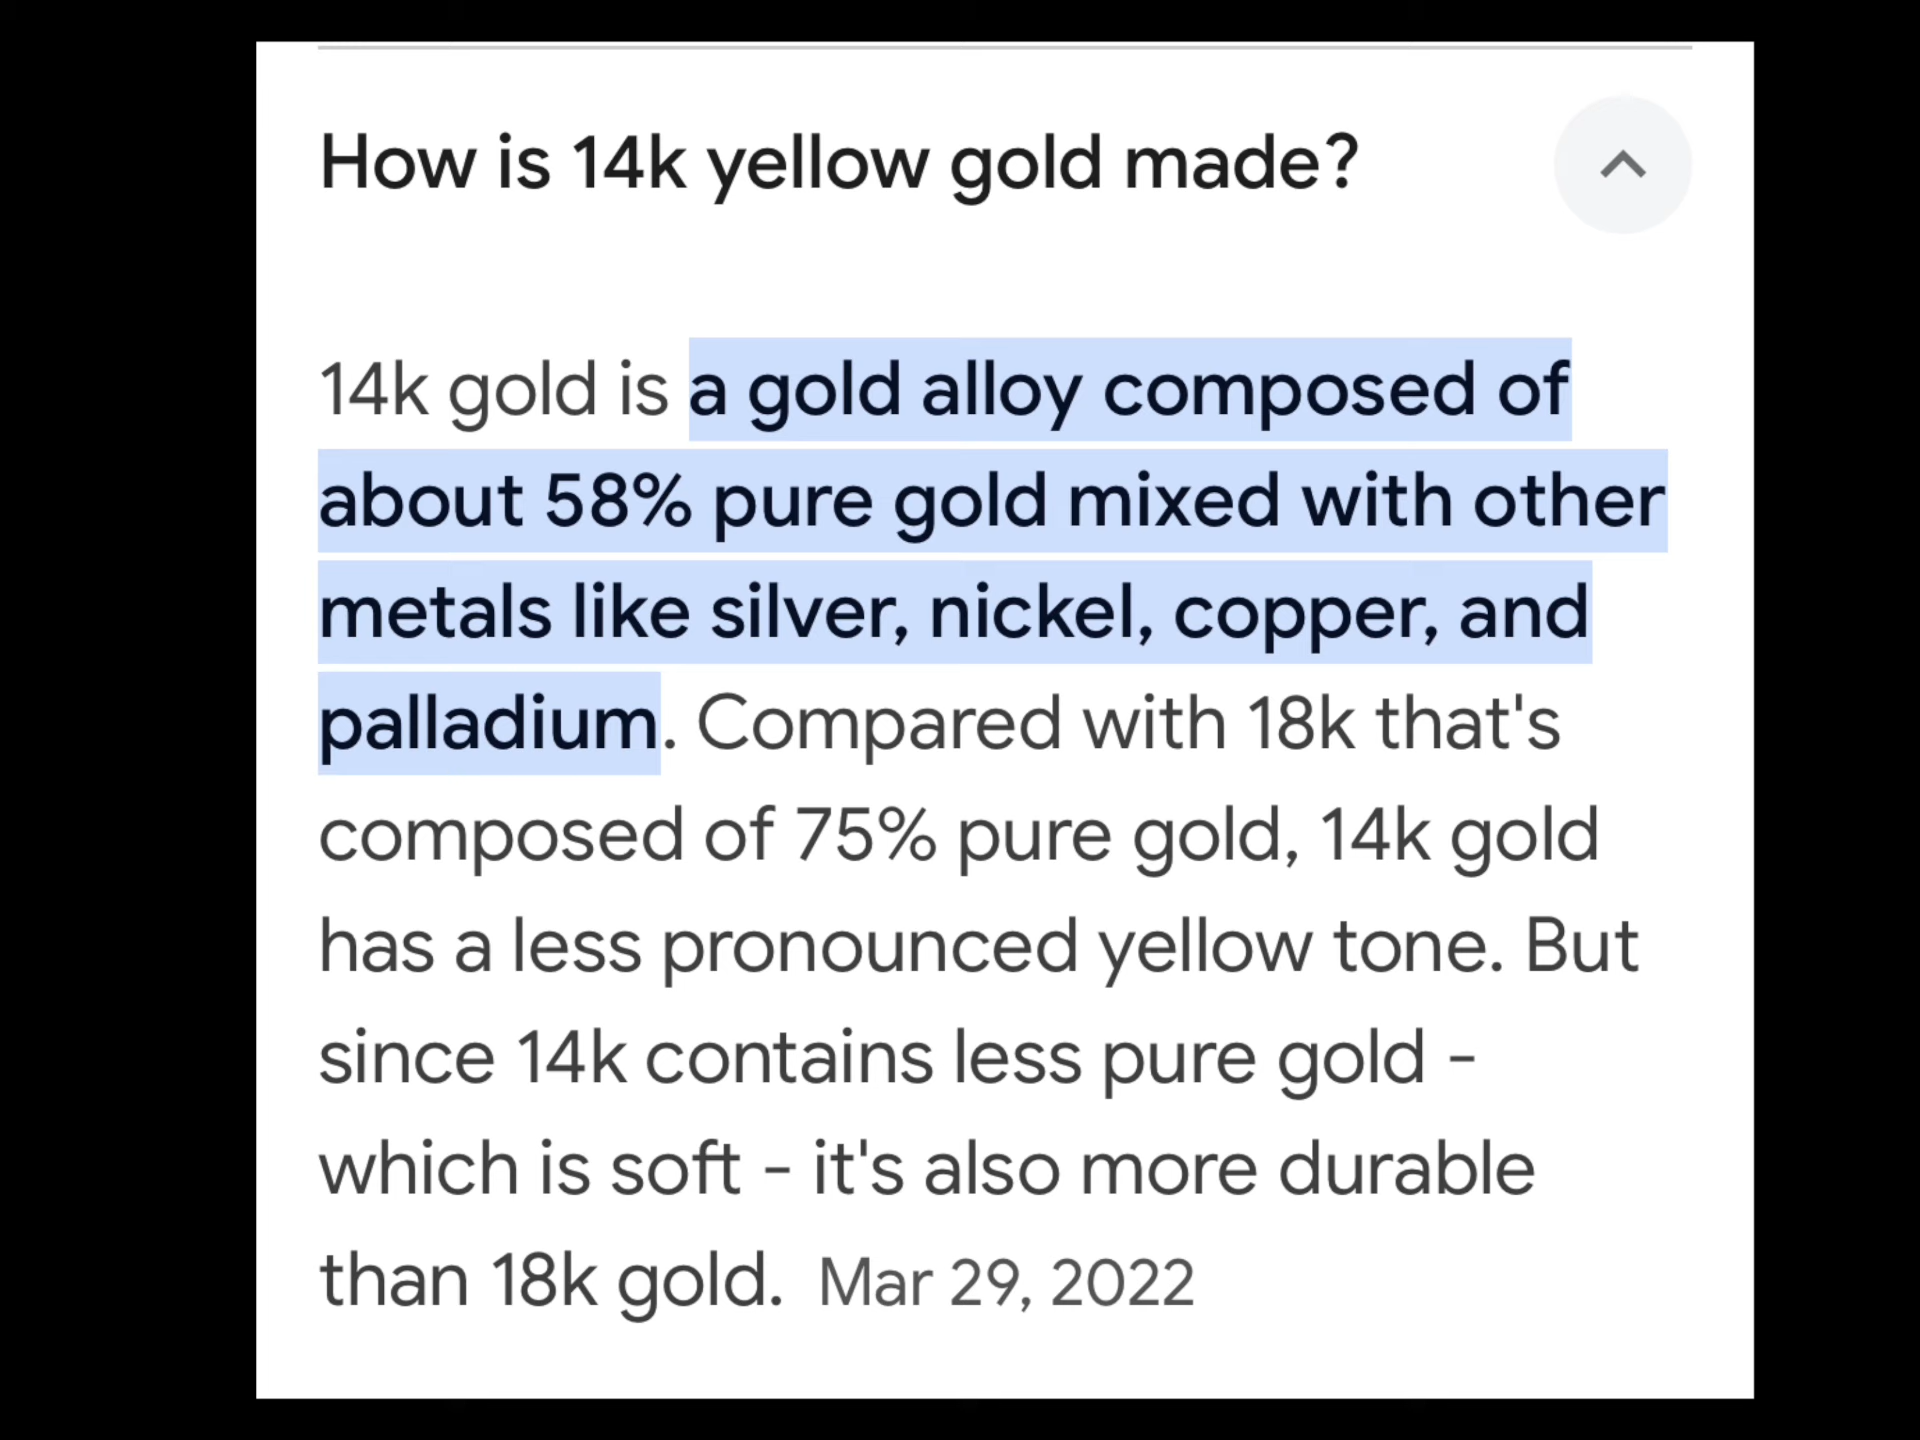 How is 14k yellow gold made?
14k gold is a gold alloy composed of
about 58% pure gold mixed with other
metals like silver, nickel, copper, and
palladium. Compared with 18k that's
composed of 75% pure gold, 14k gold
has a less pronounced yellow tone. But
since 14k contains less pure gold -
which is soft - it's also more durable
than 18k gold. Mar 29, 2022